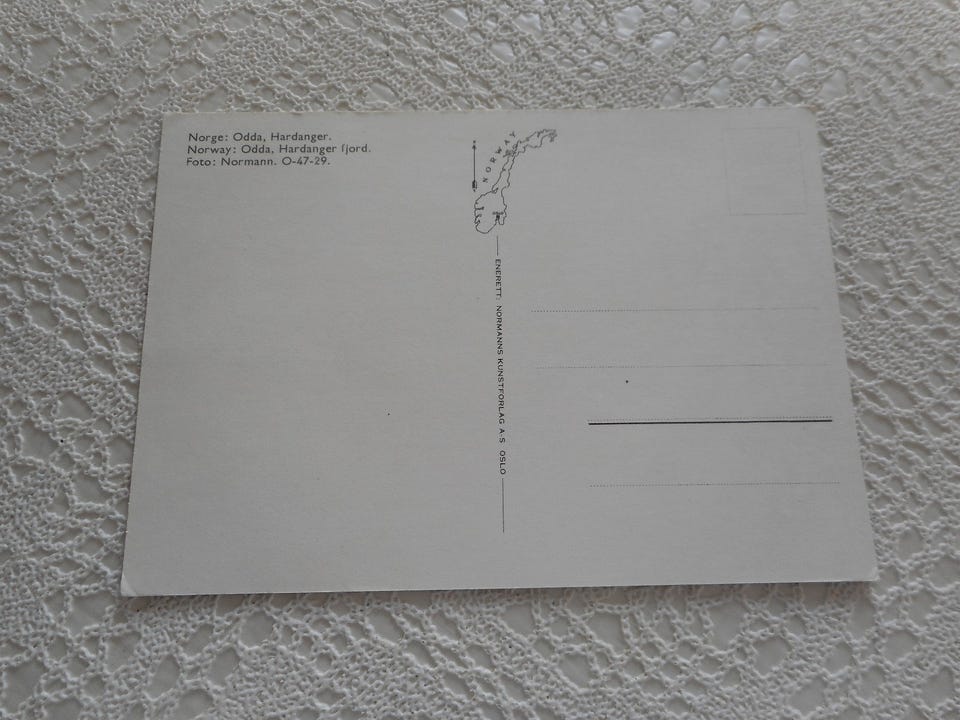 Norge: Odda, Hardanger.
Norway: Odda, Hardanger fjord.
Foto: Normann. O-47-29.
NORWAY
ENERETT: NORMANNS KUNSTFORLAG A-S OSLO